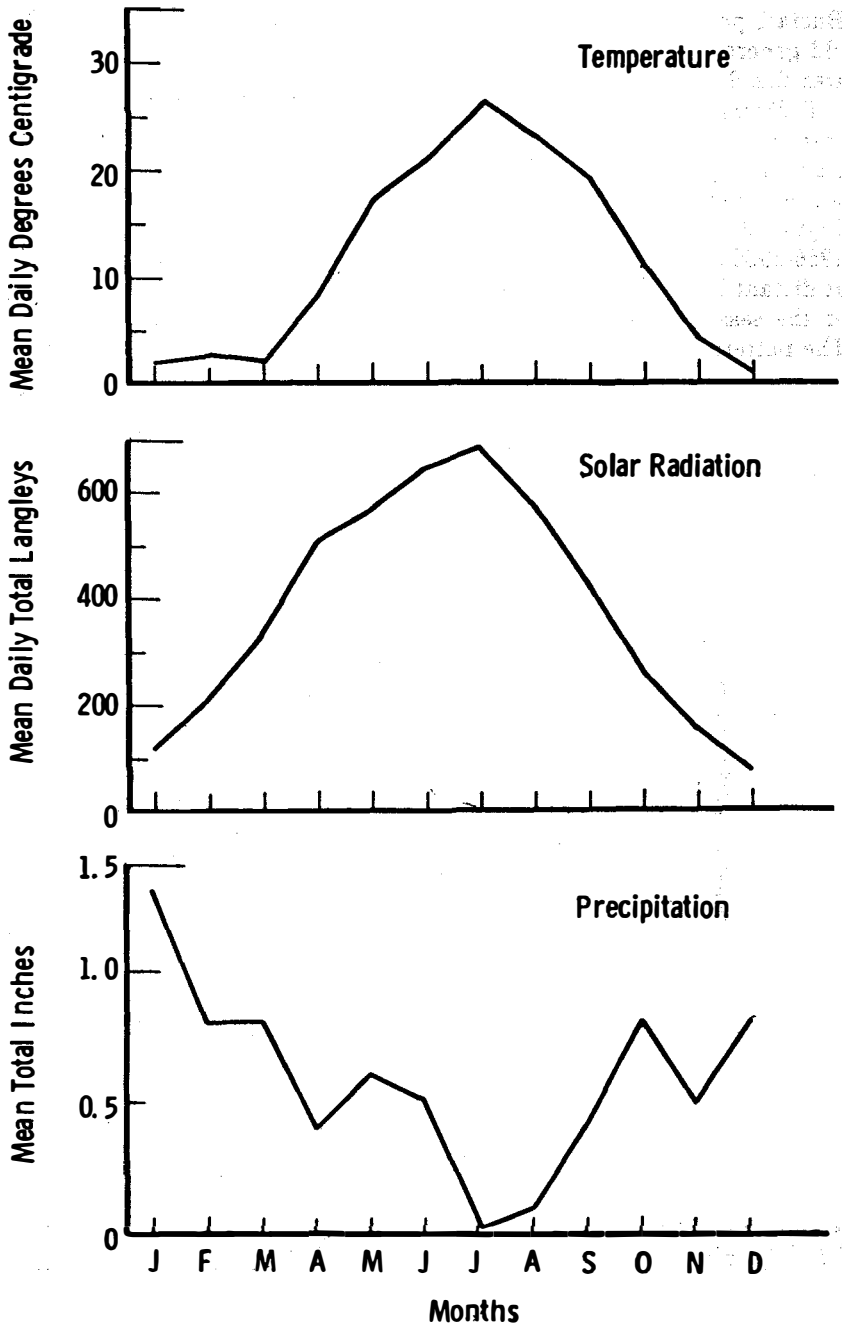 Temperature
Mean Daily Degrees Centigrade
30
20
10
0
Solar Radiation
Mean Daily Total Langleys
600
400
200
0
Precipitation
Mean Total Inches
1.5
1.0
0.5
0
J F M A M J J A S O N D
Months